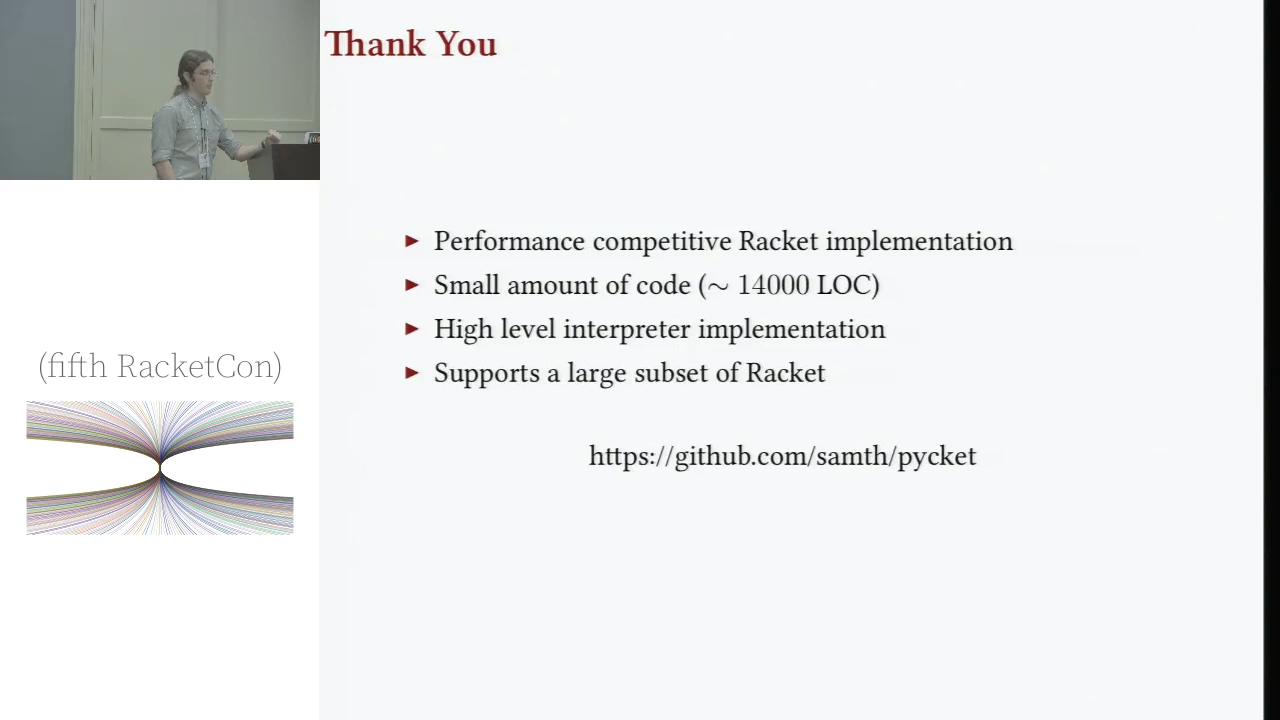 Thank You
► Performance competitive Racket implementation
► Small amount of code (∼ 14000 LOC)
► High level interpreter implementation
► Supports a large subset of Racket
https://github.com/samth/pycket
(fifth RacketCon)